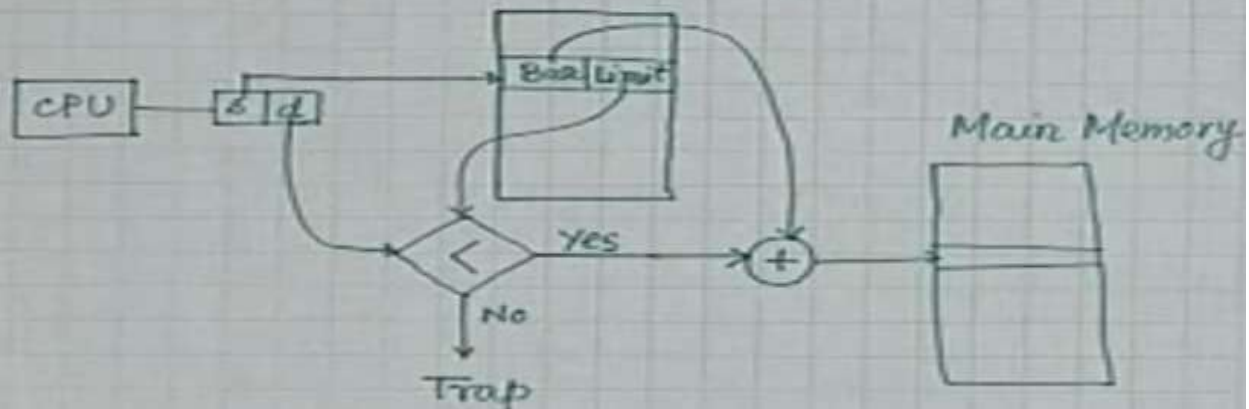 Base Limit
CPU
s d
Main Memory
<
Yes
+
No
Trap